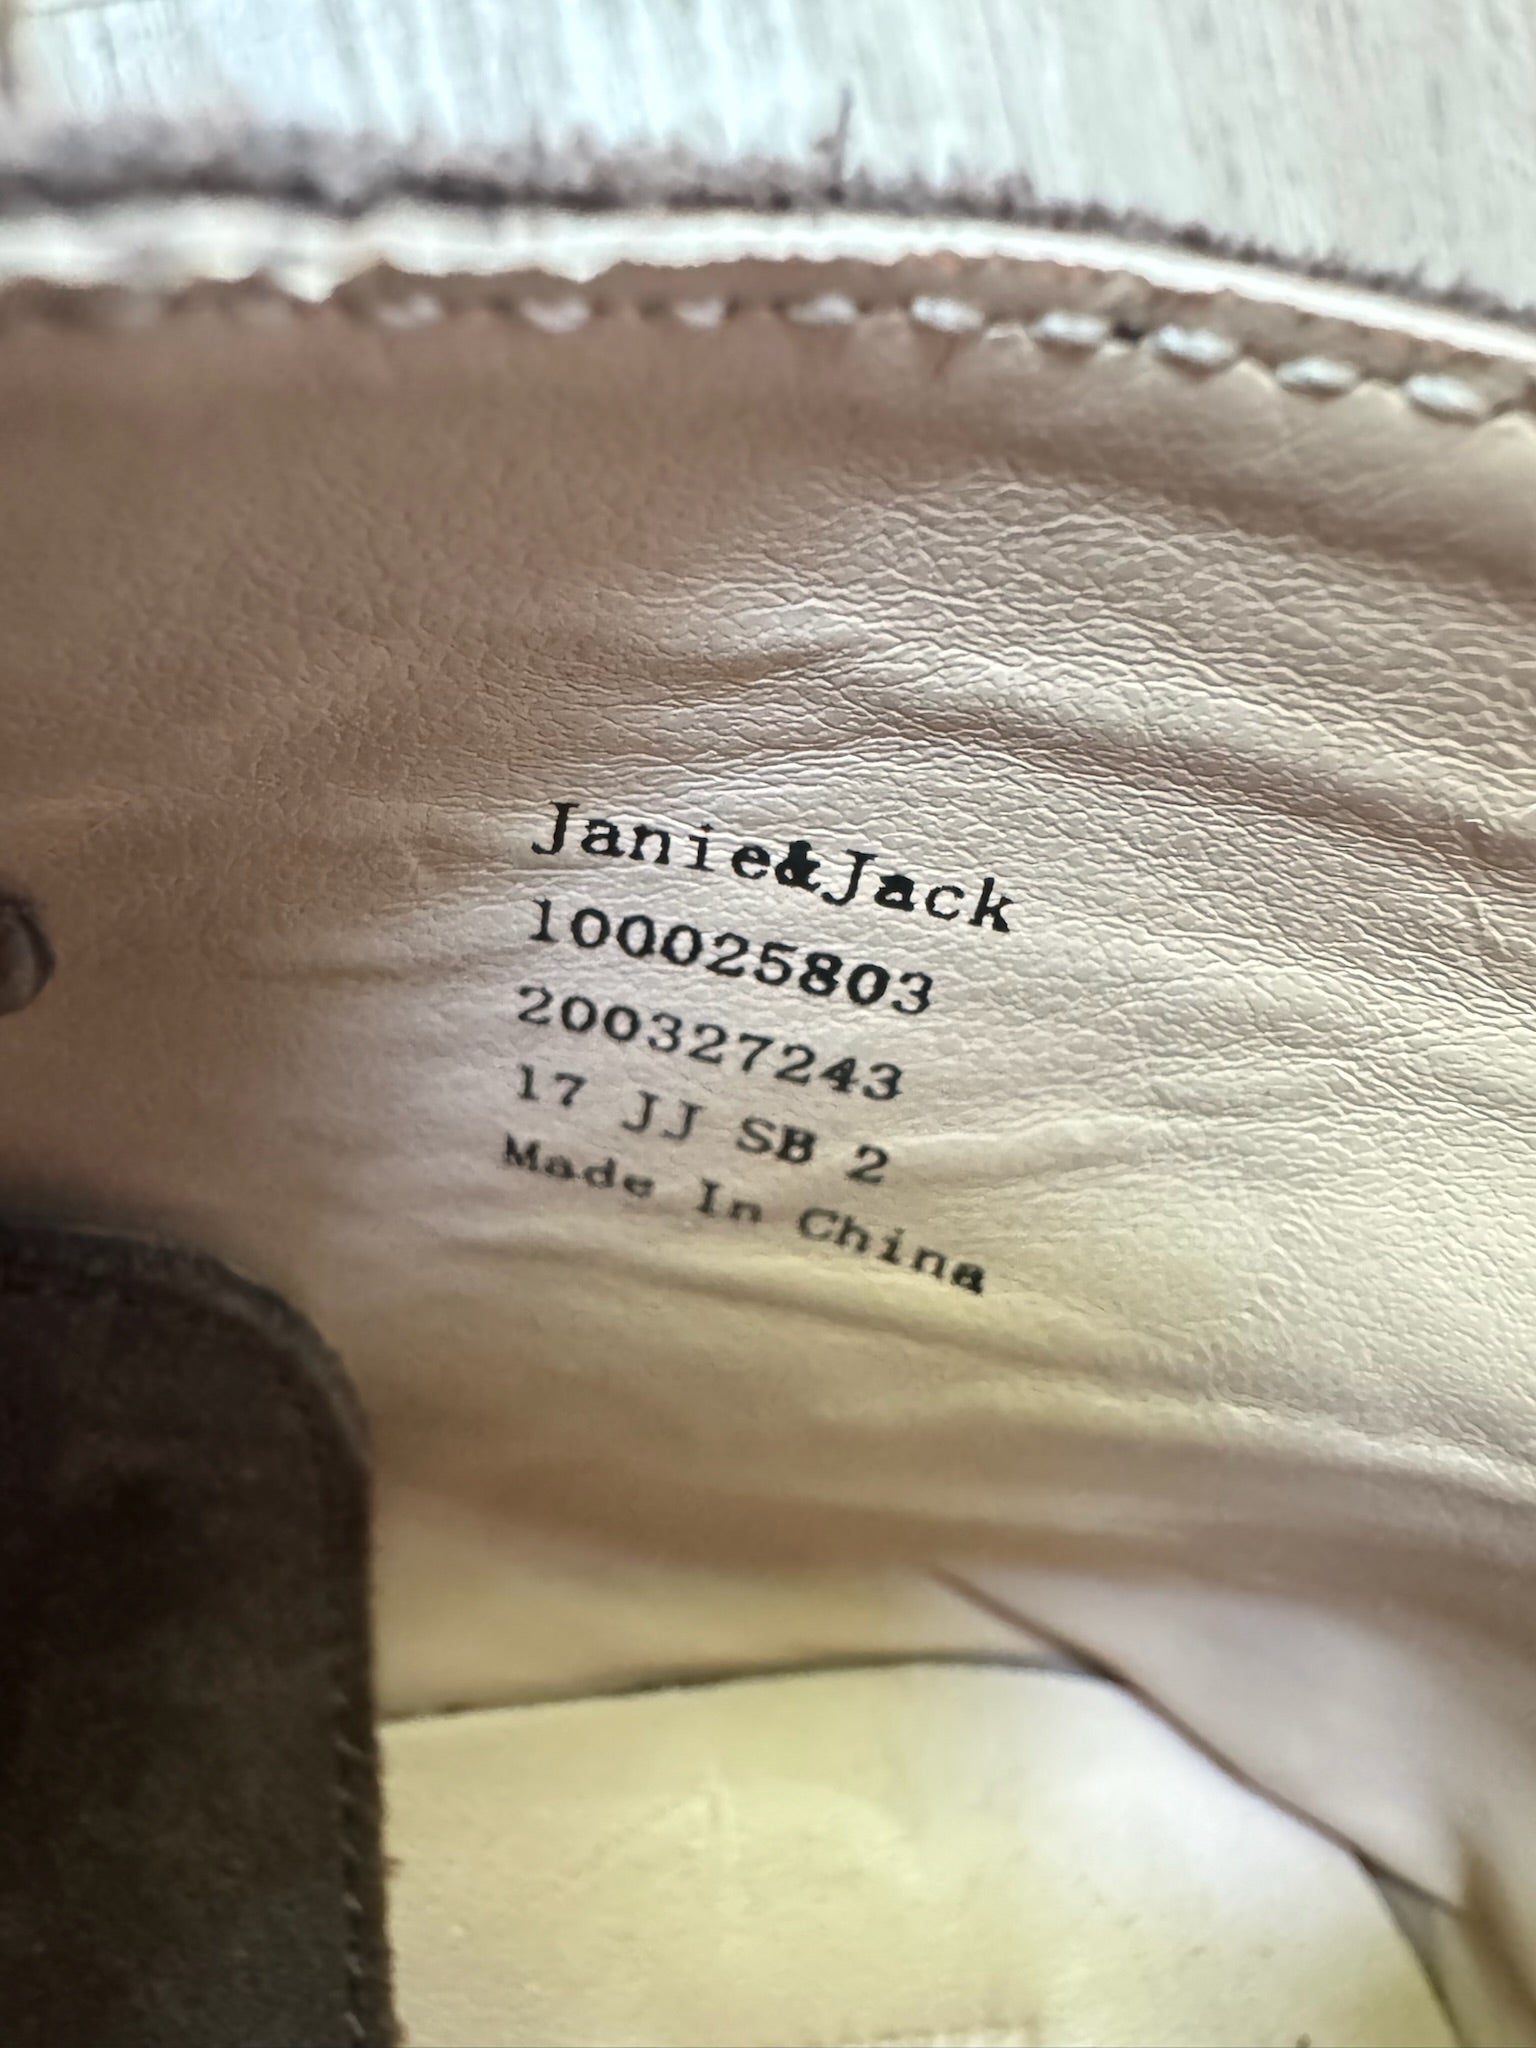 Janie&Jack
100025803
200327243
17 JJ SB 2
Made In China